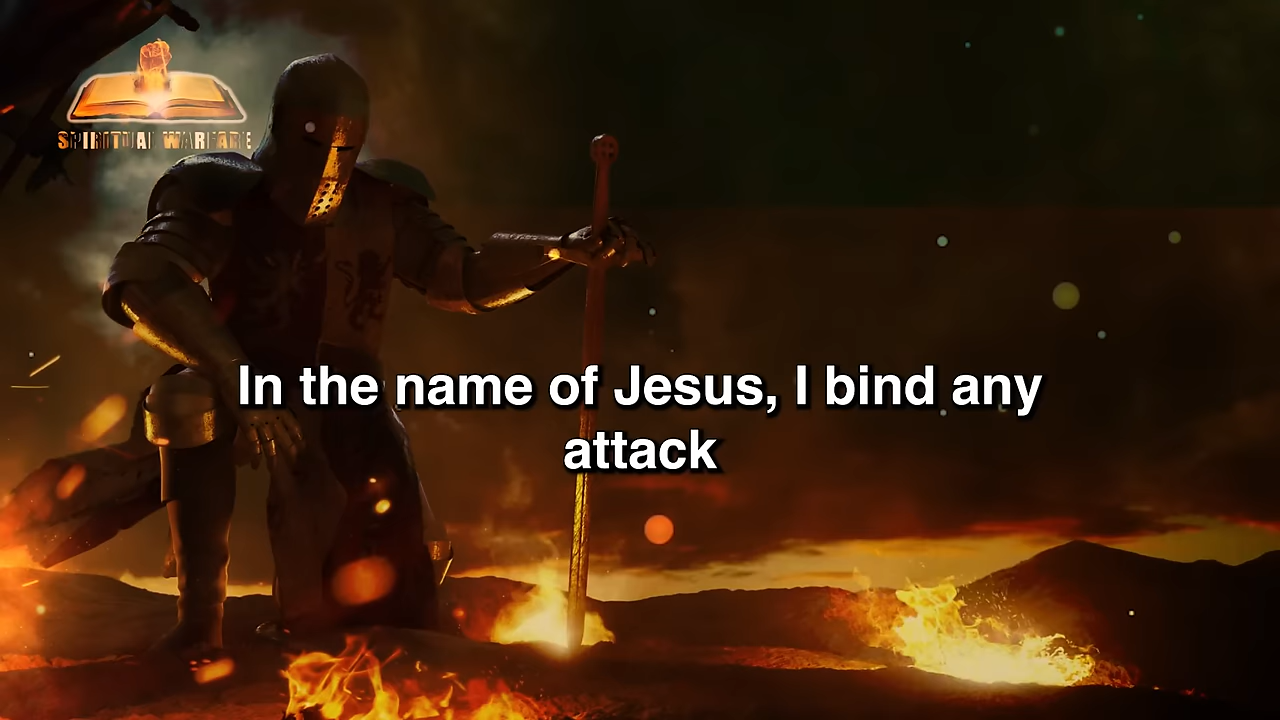 SPIRITUAL WARFARE
In the name of Jesus, I bind any
attack